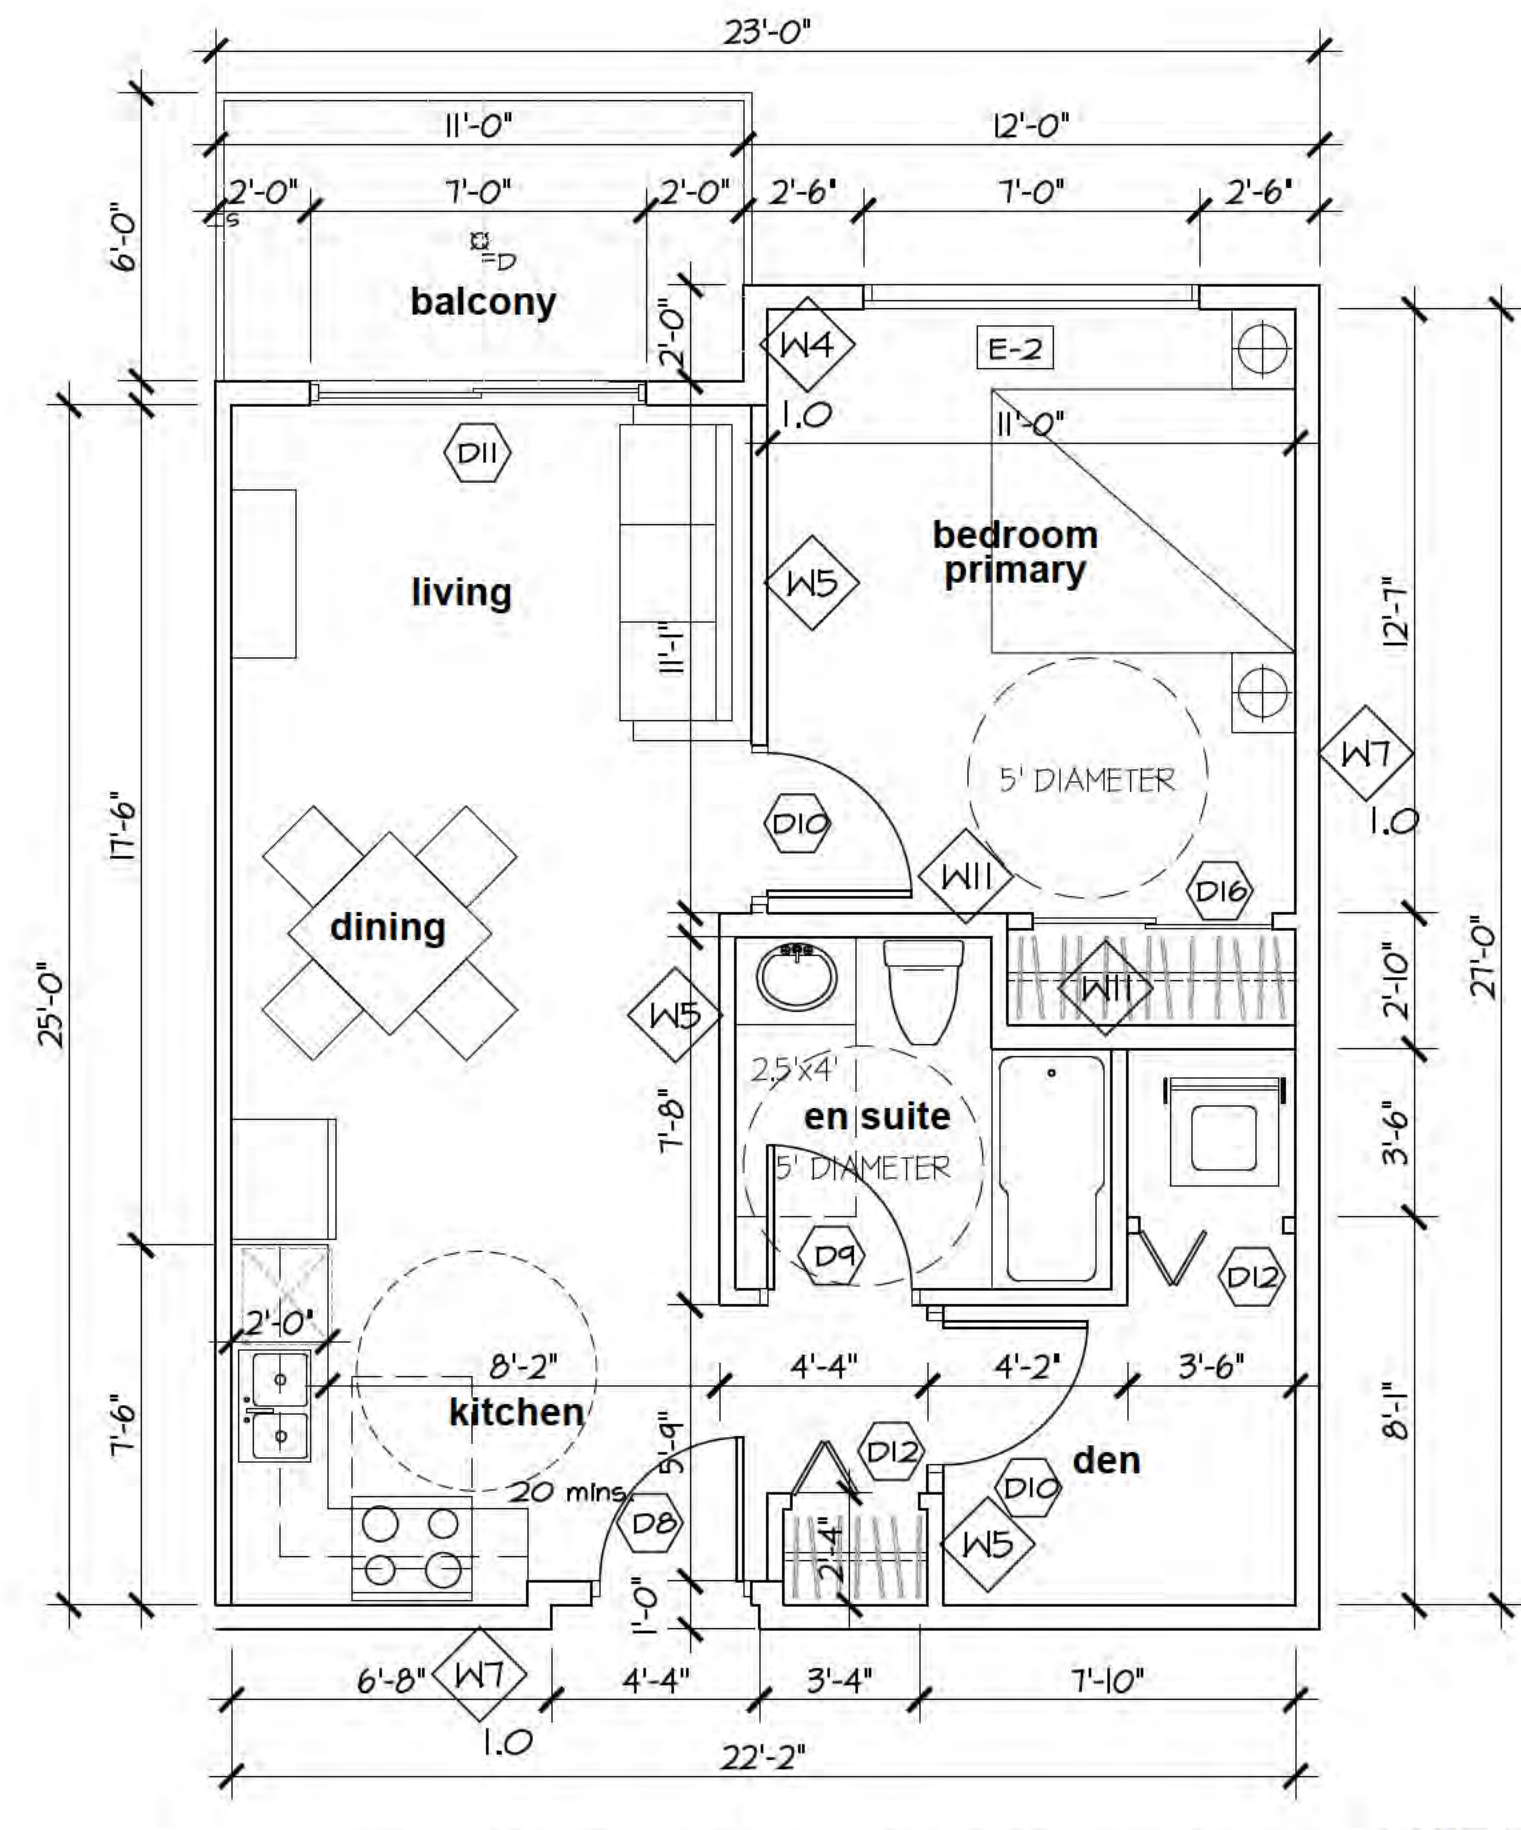 23'-0"
11'-0" 12'-0"
2'-0" 7'-0" 2'-0" 2'-6" 7'-0" 2'-6"
6'-0"
S
FD
balcony
2'-0"
W4
1.0
E-2
11'-0"
D11
bedroom
primary
W5
living
11'-1"
12'-7"
W7
1.0
5' DIAMETER
D10
W11
D16
17'-6"
dining
25'-0"
27'-0"
W5
W11
2'-10"
2.5'x4'
en suite
5' DIAMETER
7'-8"
3'-6"
D9
D12
2'-0"
8'-2" 4'-4" 4'-2" 3'-6"
kitchen
7'-6"
5'-9"
8'-1"
D12
den
20 mins.
D8
D10
W5
2'-4"
1'-0"
6'-8" W7 4'-4" 3'-4" 7'-10"
1.0
22'-2"